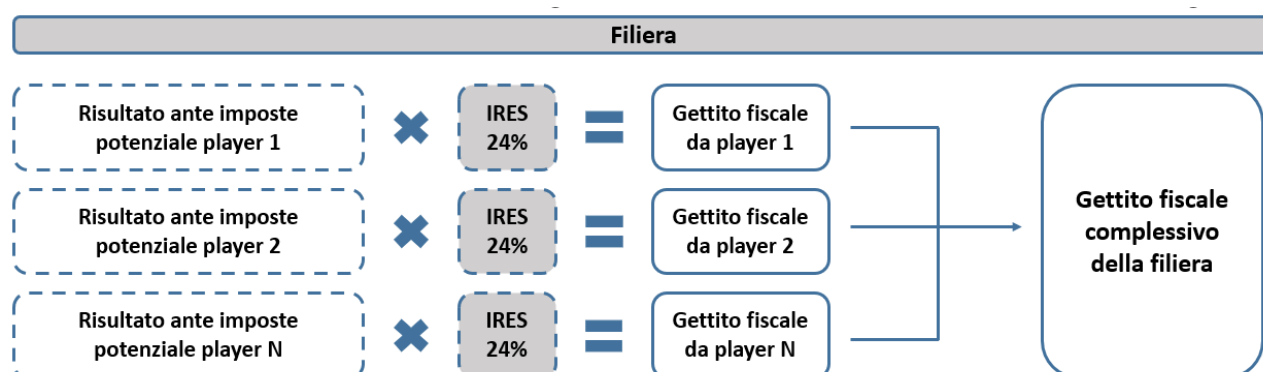 Filiera
Risultato ante imposte
potenziale player 1
IRES
24%
Gettito fiscale
da player 1
Risultato ante imposte
potenziale player 2
IRES
24%
Gettito fiscale
da player 2
Risultato ante imposte
potenziale player N
IRES
24%
Gettito fiscale
da player N
Gettito fiscale
complessivo
della filiera